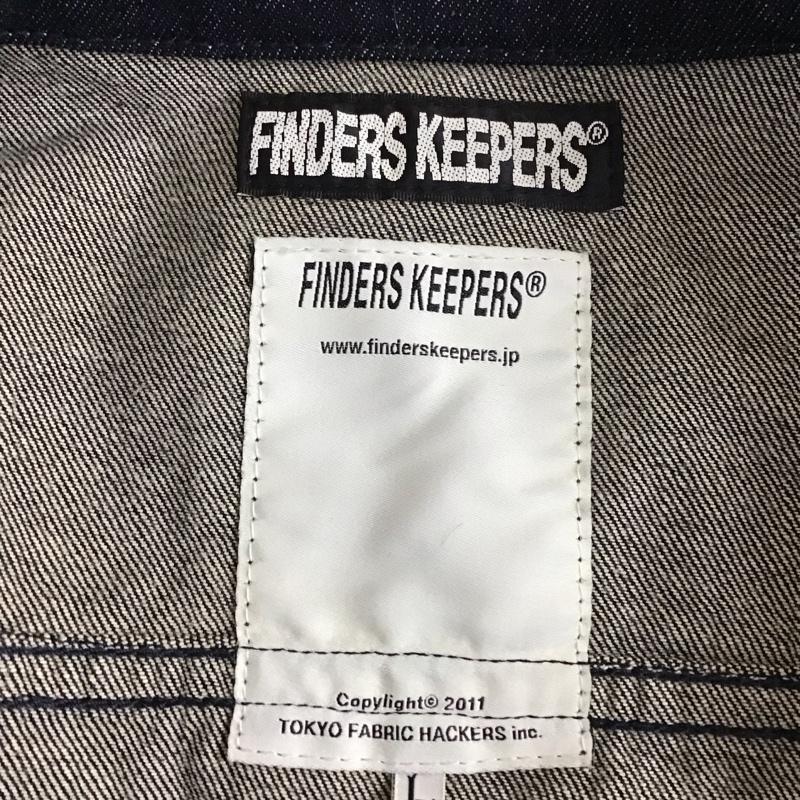 FINDERS KEEPERS®
FINDERS KEEPERS®
www.finderskeepers.jp
Copylight© 2011
TOKYO FABRIC HACKERS inc.